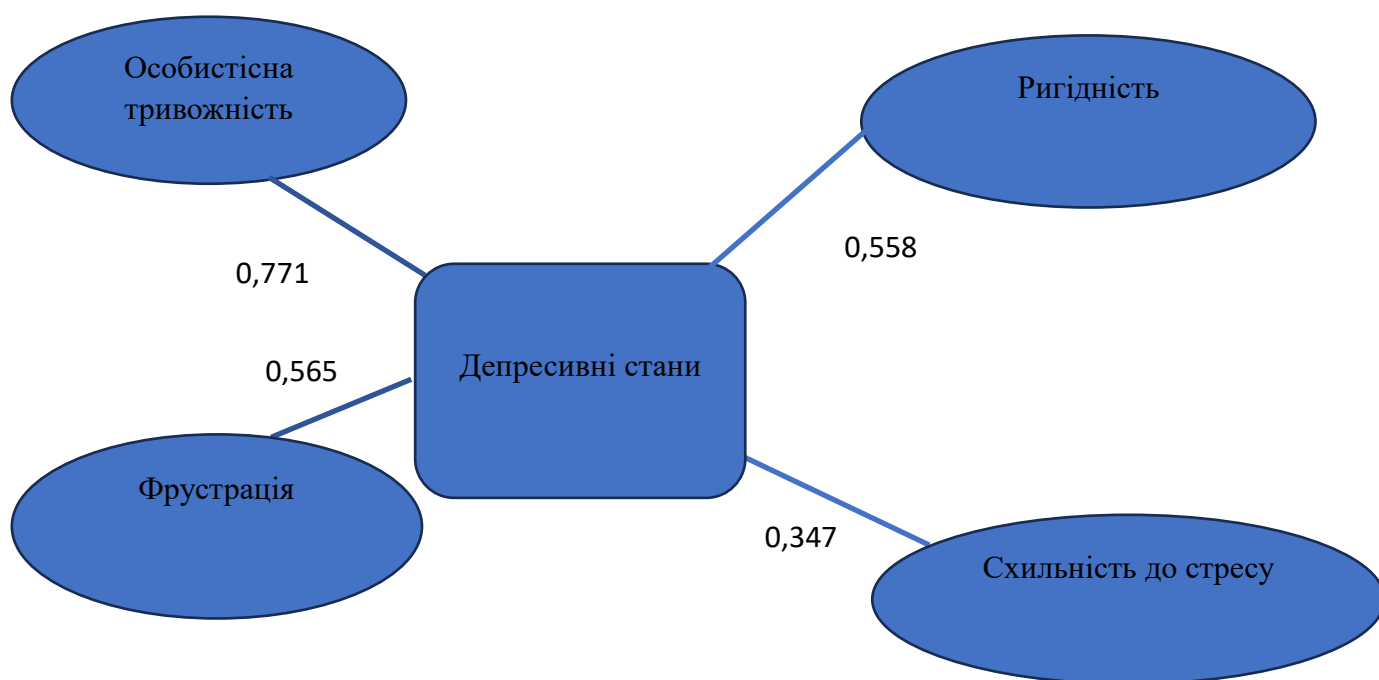 Особистісна
тривожність
Ригідність
0,771
0,558
Депресивні стани
0,565
Фрустрація
0,347
Схильність до стресу